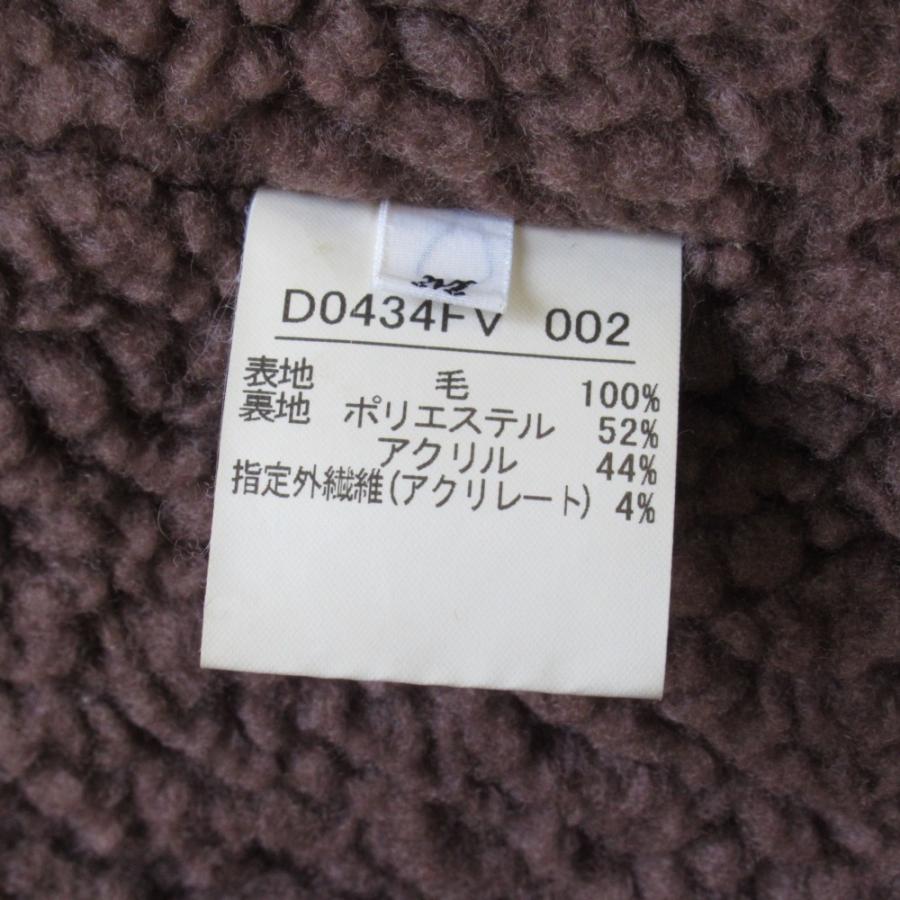 D0434FV 002
表地 毛 100%
裏地 ポリエステル 52%
アクリル 44%
指定外繊維(アクリレート) 4%